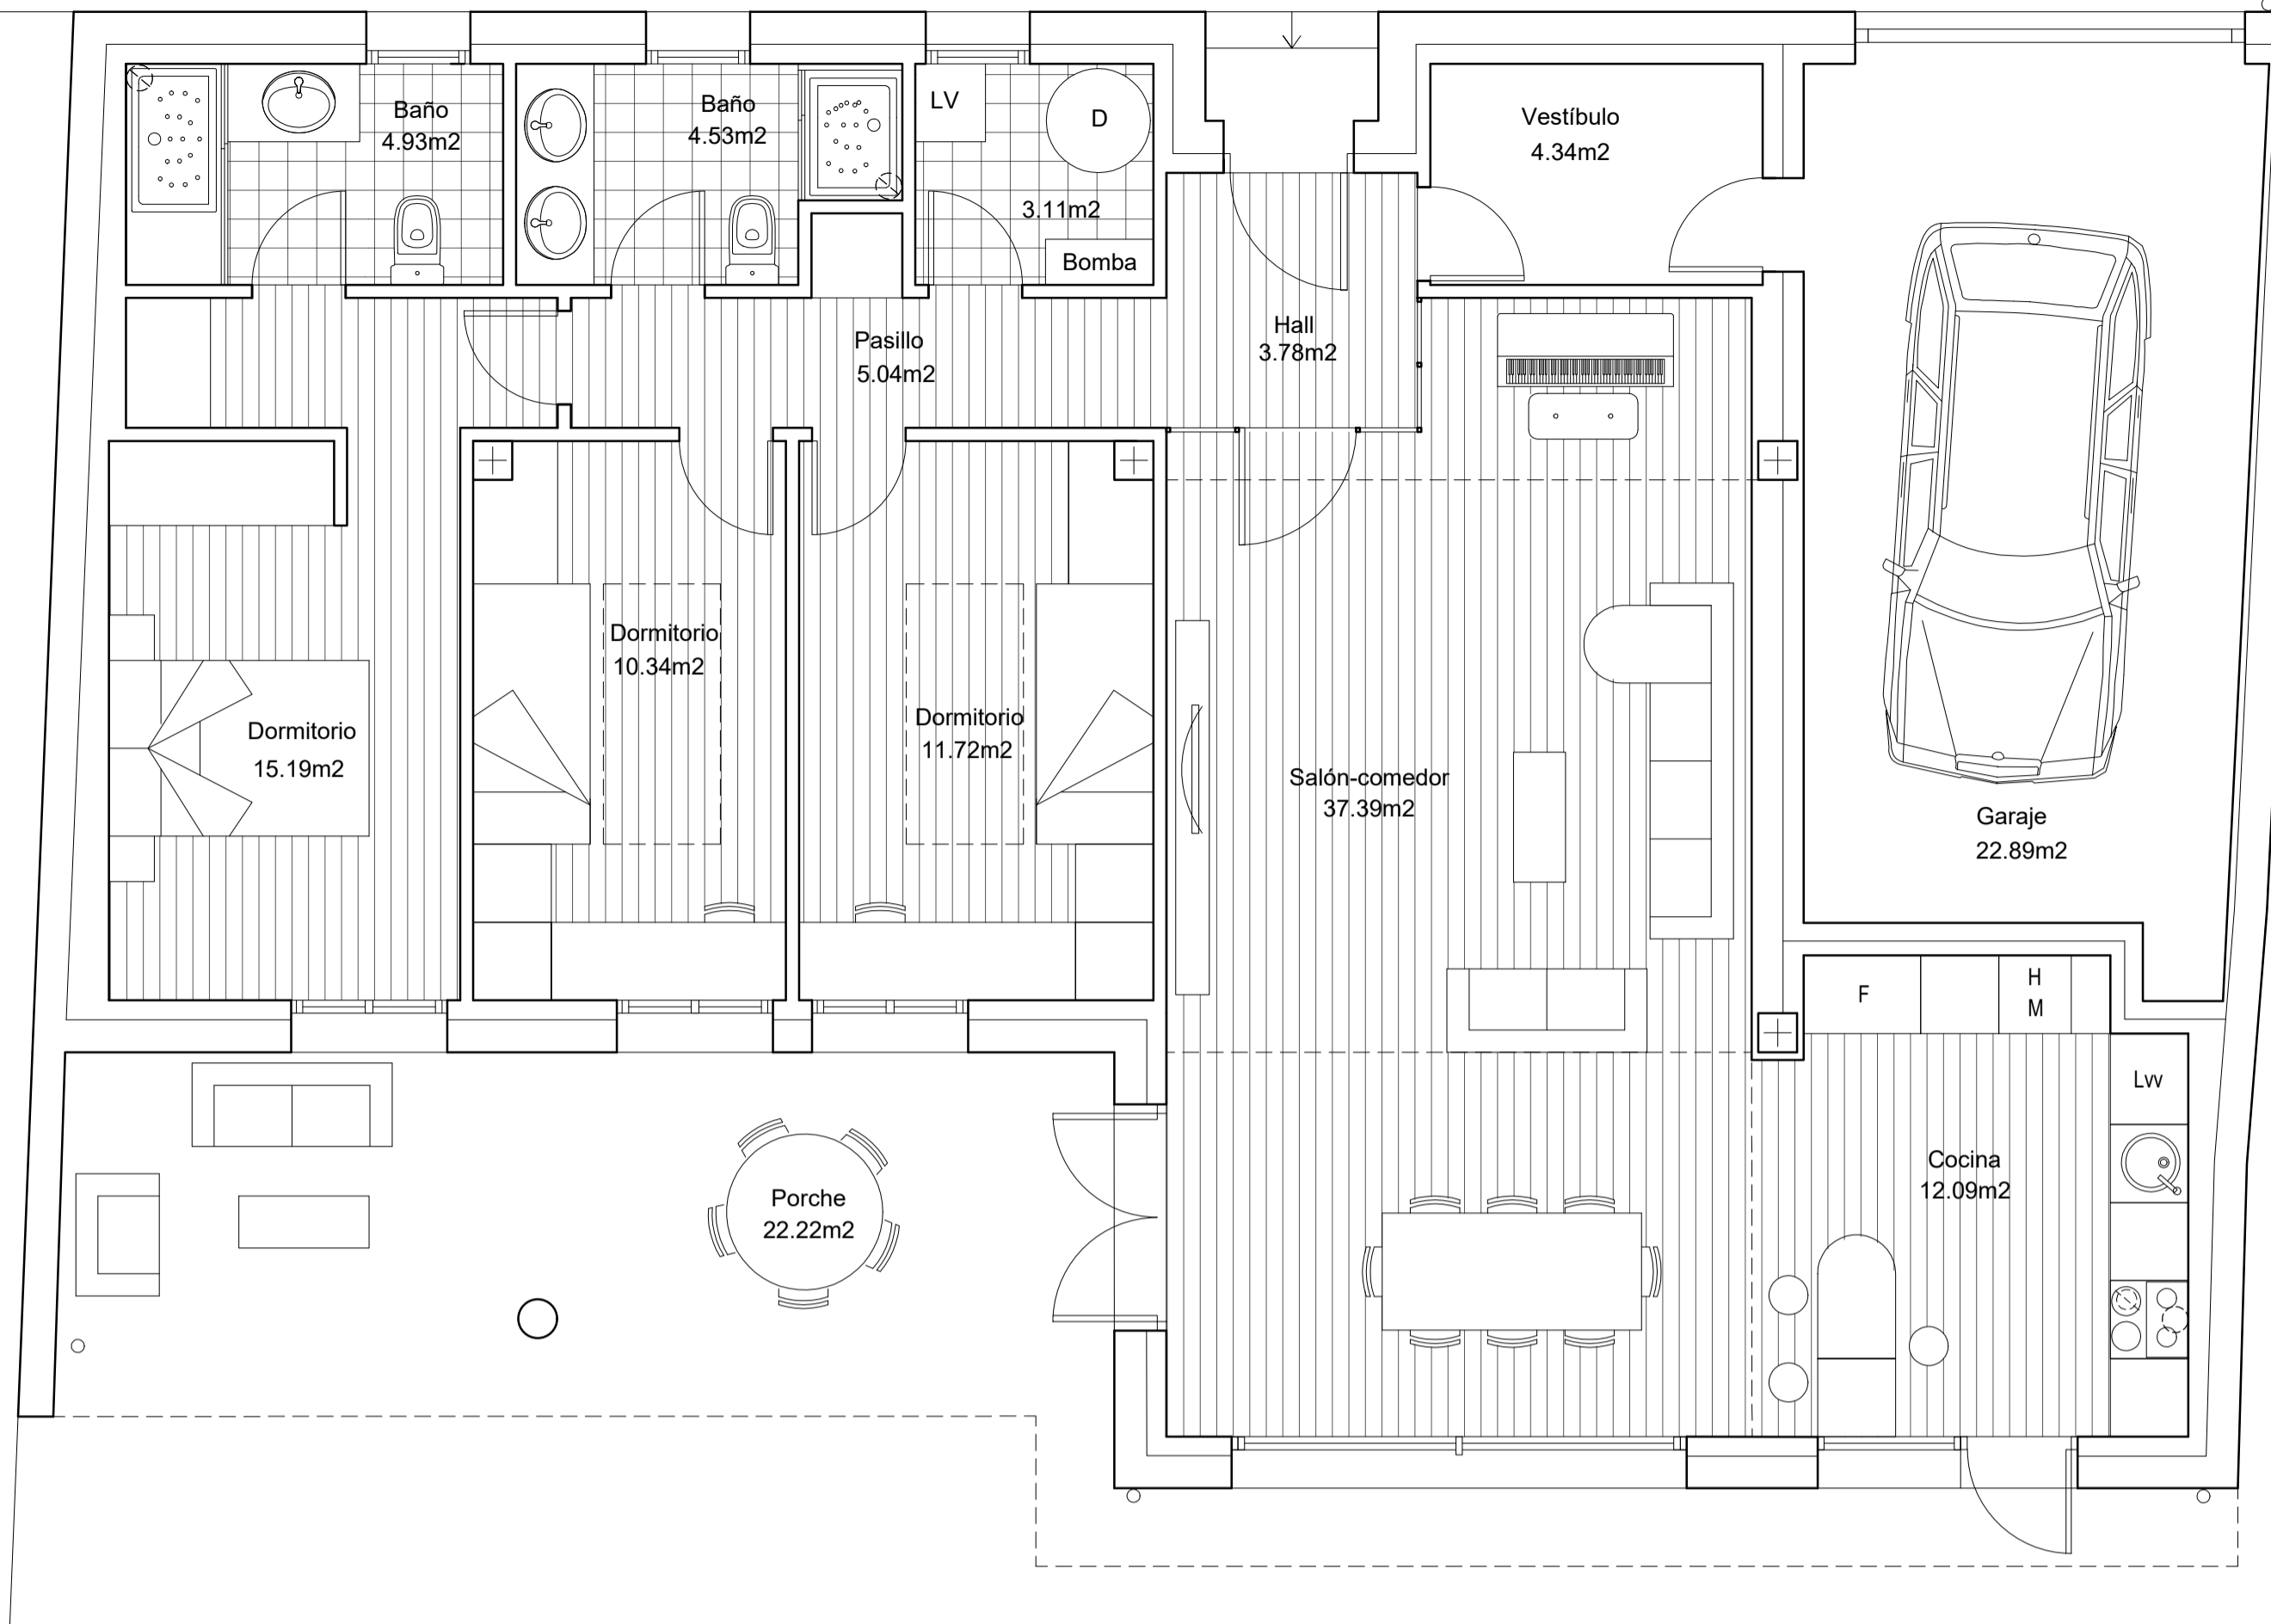 Baño
4.93m2
Baño
4.53m2
LV
D
3.11m2
Bomba
Vestíbulo
4.34m2
Pasillo
5.04m2
Hall
3.78m2
Dormitorio
10.34m2
Dormitorio
15.19m2
Dormitorio
11.72m2
Salón-comedor
37.39m2
Garaje
22.89m2
F
H
M
Lvv
Cocina
12.09m2
Porche
22.22m2